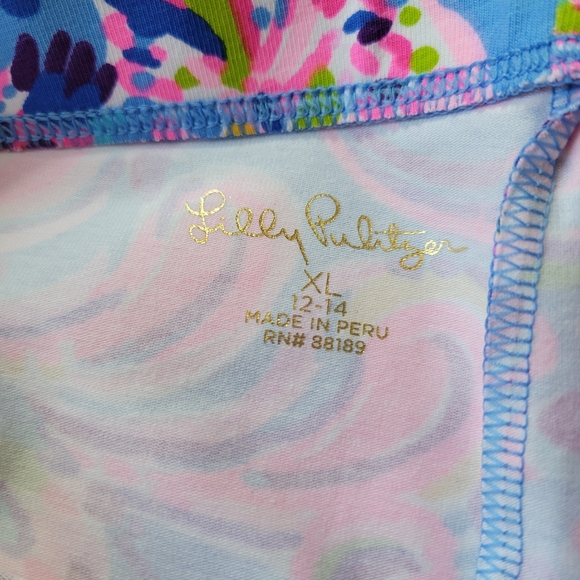 Lilly Pulitzer
XL
12-14
MADE IN PERU
RN# 88189